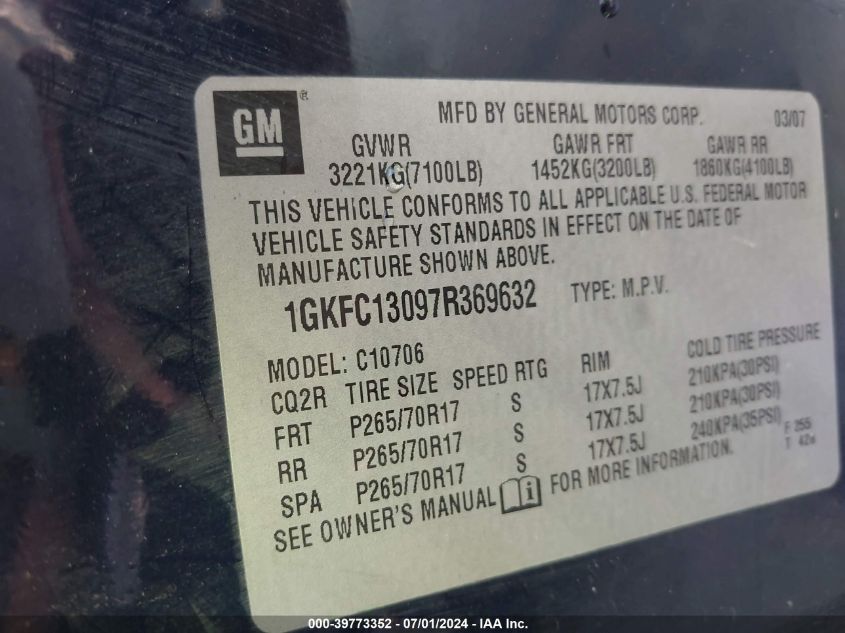 GM ® MFD BY GENERAL MOTORS CORP. 03/07
GVWR GAWR FRT GAWR RR
3221KG(7100LB) 1452KG(3200LB) 1860KG(4100LB)
THIS VEHICLE CONFORMS TO ALL APPLICABLE U.S. FEDERAL MOTOR
VEHICLE SAFETY STANDARDS IN EFFECT ON THE DATE OF
MANUFACTURE SHOWN ABOVE.
1GKFC13097R369632 TYPE: M.P.V.
MODEL: C10706
CQ2R TIRE SIZE SPEED RTG RIM COLD TIRE PRESSURE
FRT P265/70R17 S 17X7.5J 210KPA(30PSI)
RR P265/70R17 S 17X7.5J 210KPA(30PSI)
SPA P265/70R17 S 17X7.5J 240KPA(35PSI) F 255
T
SEE OWNER'S MANUAL FOR MORE INFORMATION.
000-39773352 / 07/01/2024 - IAA Inc.